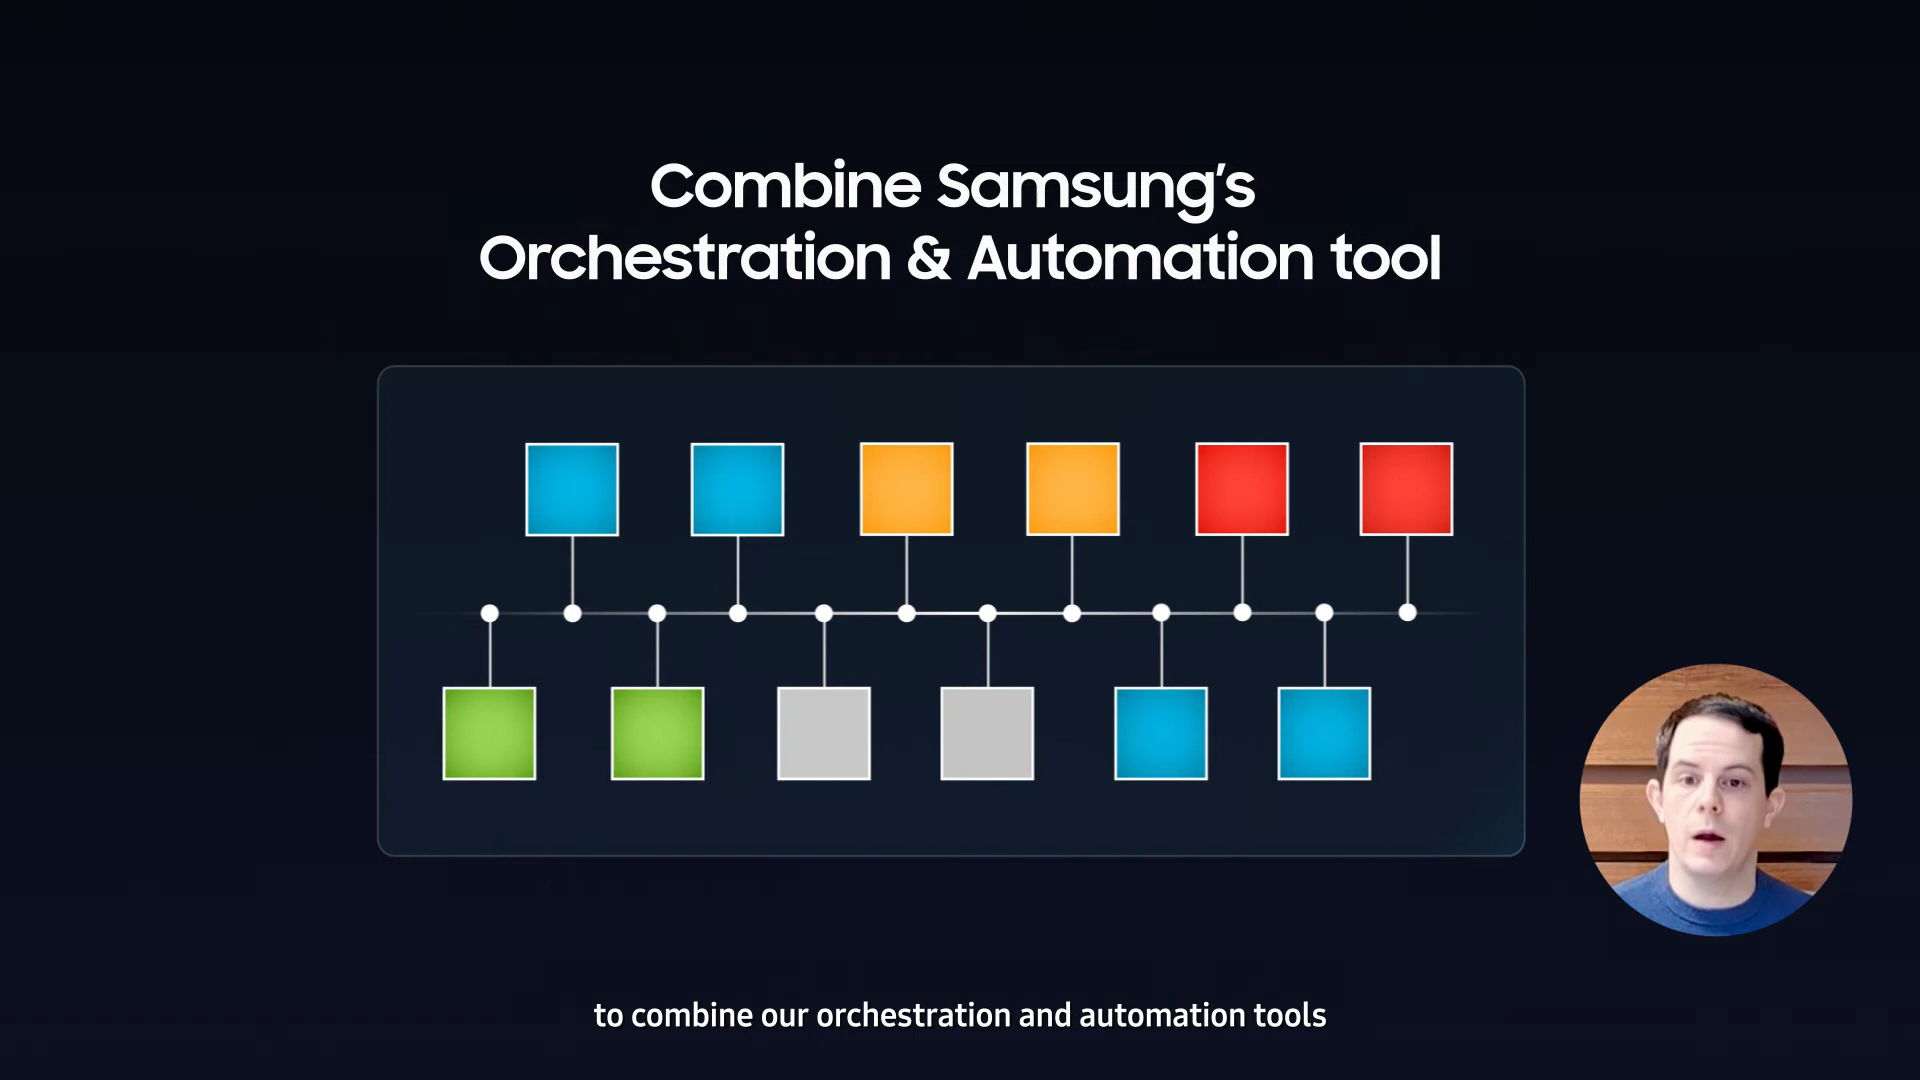 Combine Samsung’s
Orchestration & Automation tool
to combine our orchestration and automation tools